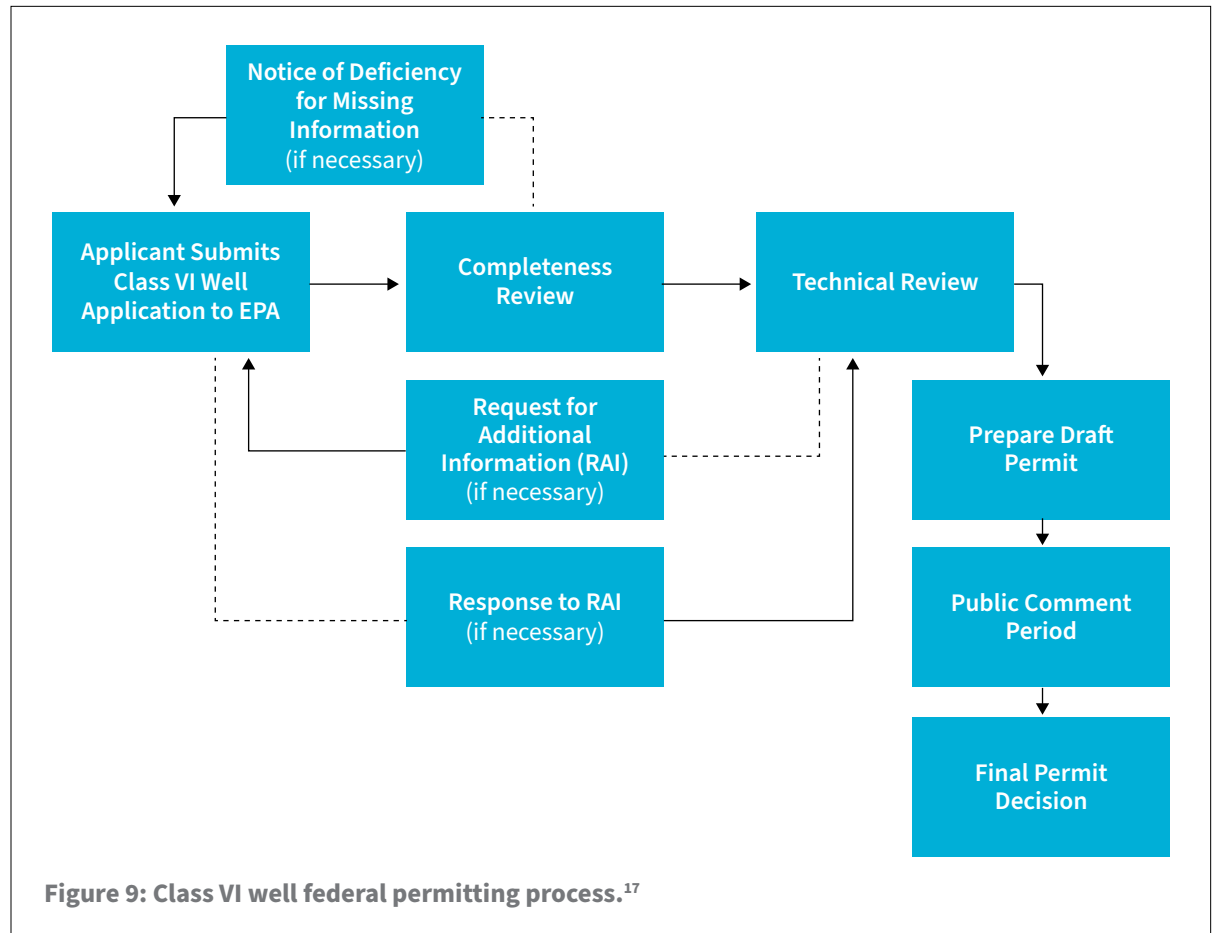 Notice of Deficiency
for Missing
Information
(if necessary)
Applicant Submits
Class VI Well
Application to EPA
Completeness
Review
Technical Review
Request for
Additional
Information (RAI)
(if necessary)
Prepare Draft
Permit
Response to RAI
(if necessary)
Public Comment
Period
Final Permit
Decision
Figure 9: Class VI well federal permitting process.17